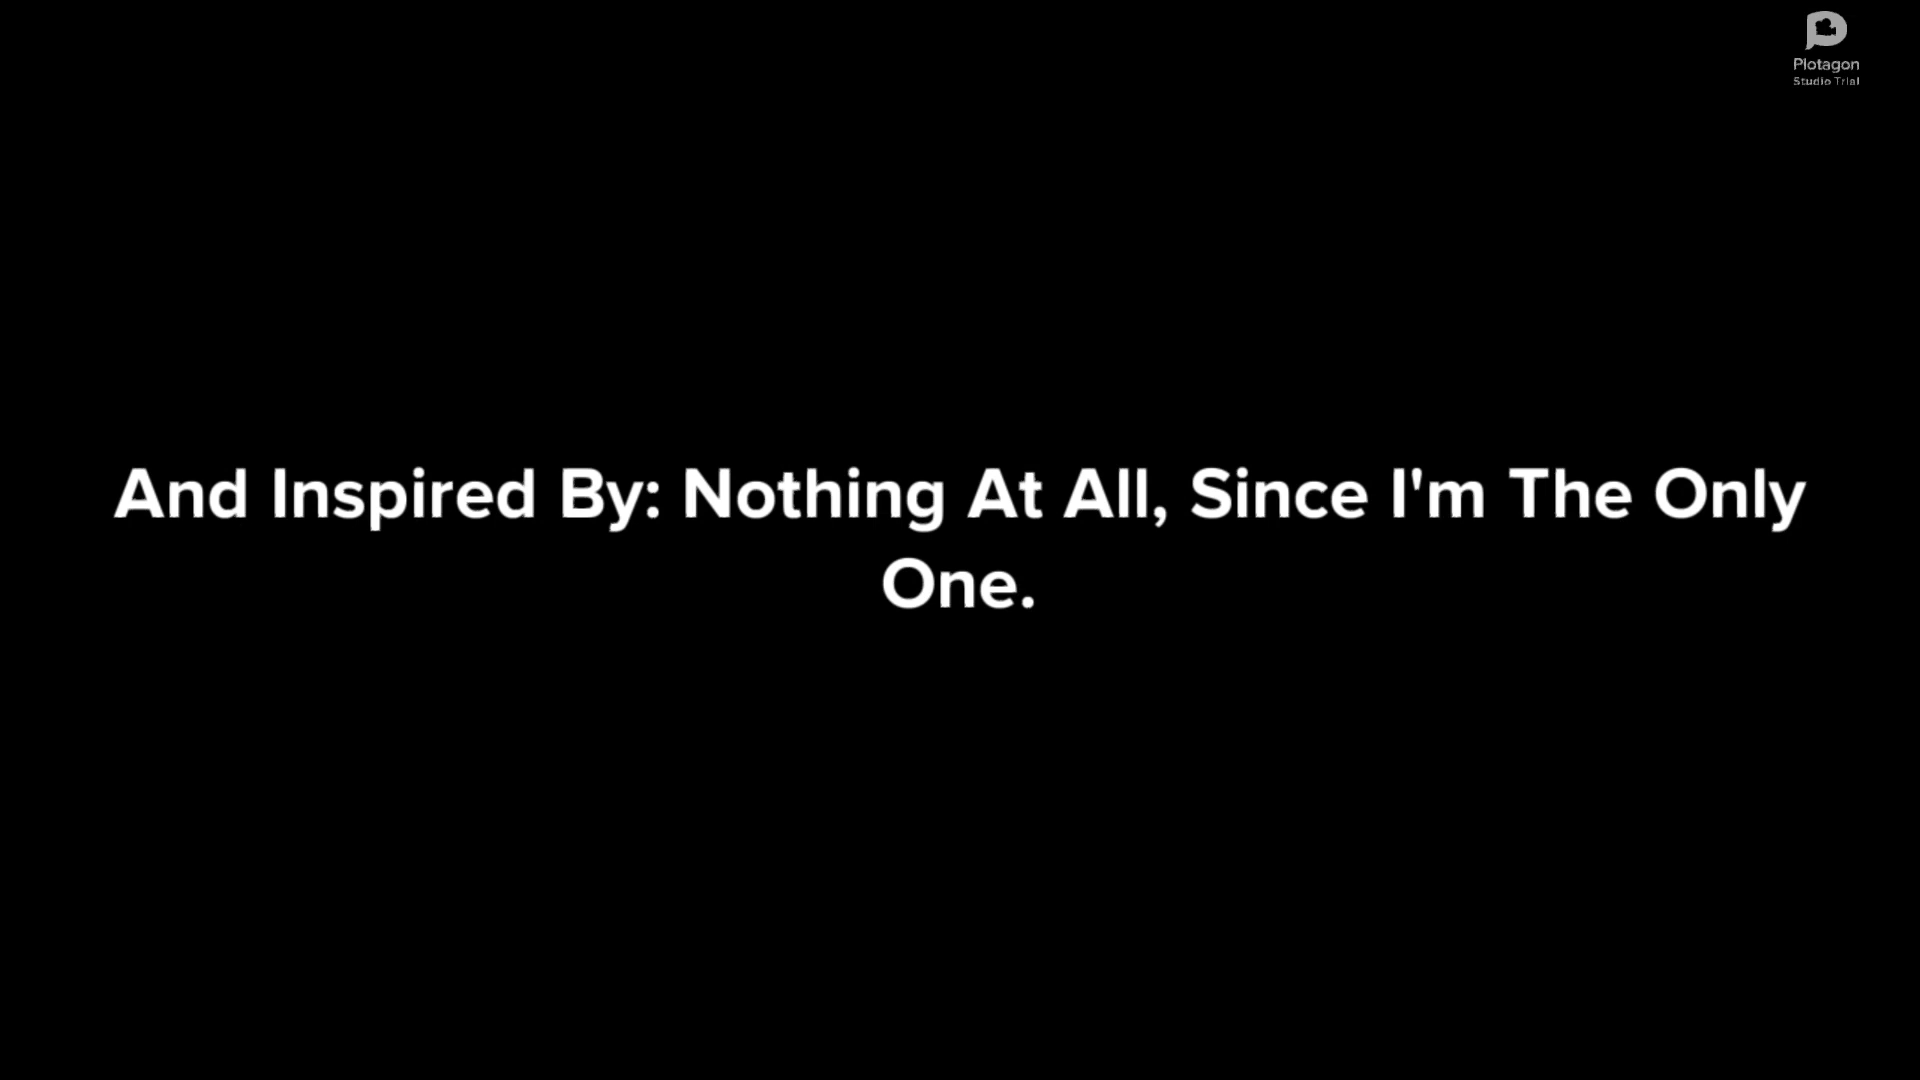 Plotagon
Studio Trial
And Inspired By: Nothing At All, Since I'm The Only
One.